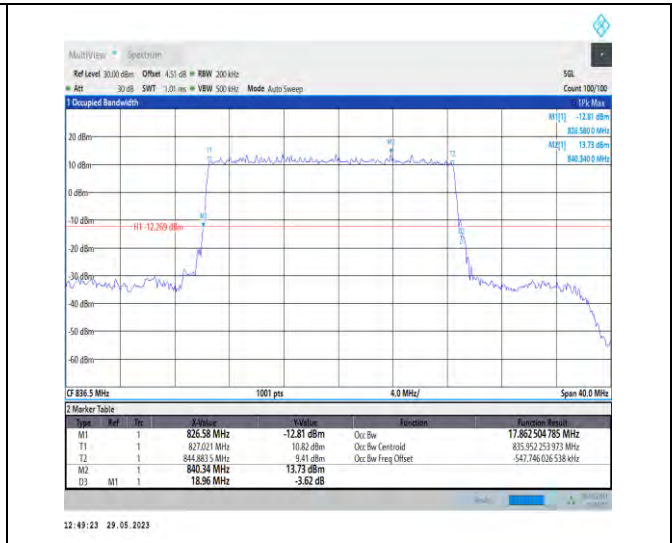 MultiView Spectrum
Ref Level 30.00 dBm Offset 4.51 dB RBW 200 kHz SGL
Att 30 dB SWT 1.01 ms VBW 500 kHz Mode Auto Sweep Count 100/100
1 Occupied Bandwidth 1Pk Max
M1[1] -12.81 dBm
826.580 0 MHz
M2[1] 13.73 dBm
840.340 0 MHz
20 dBm
M2
T1
T2
10 dBm
0 dBm
-10 dBm
H1 -12.269 dBm
-20 dBm
-30 dBm
-40 dBm
-50 dBm
-60 dBm
CF 836.5 MHz 1001 pts 4.0 MHz/ Span 40.0 MHz
2 Marker Table
Type Ref Trc X-Value Y-Value Function Function Result
M1 1 826.58 MHz -12.81 dBm Occ Bw 17.862 504 785 MHz
T1 1 827.021 MHz 10.82 dBm Occ Bw Centroid 835.952 253 973 MHz
T2 1 844.883 5 MHz 9.41 dBm Occ Bw Freq Offset -547.746 026 538 kHz
M2 1 840.34 MHz 13.73 dBm
D3 M1 1 18.96 MHz -3.62 dB
12:49:23 29.05.2023